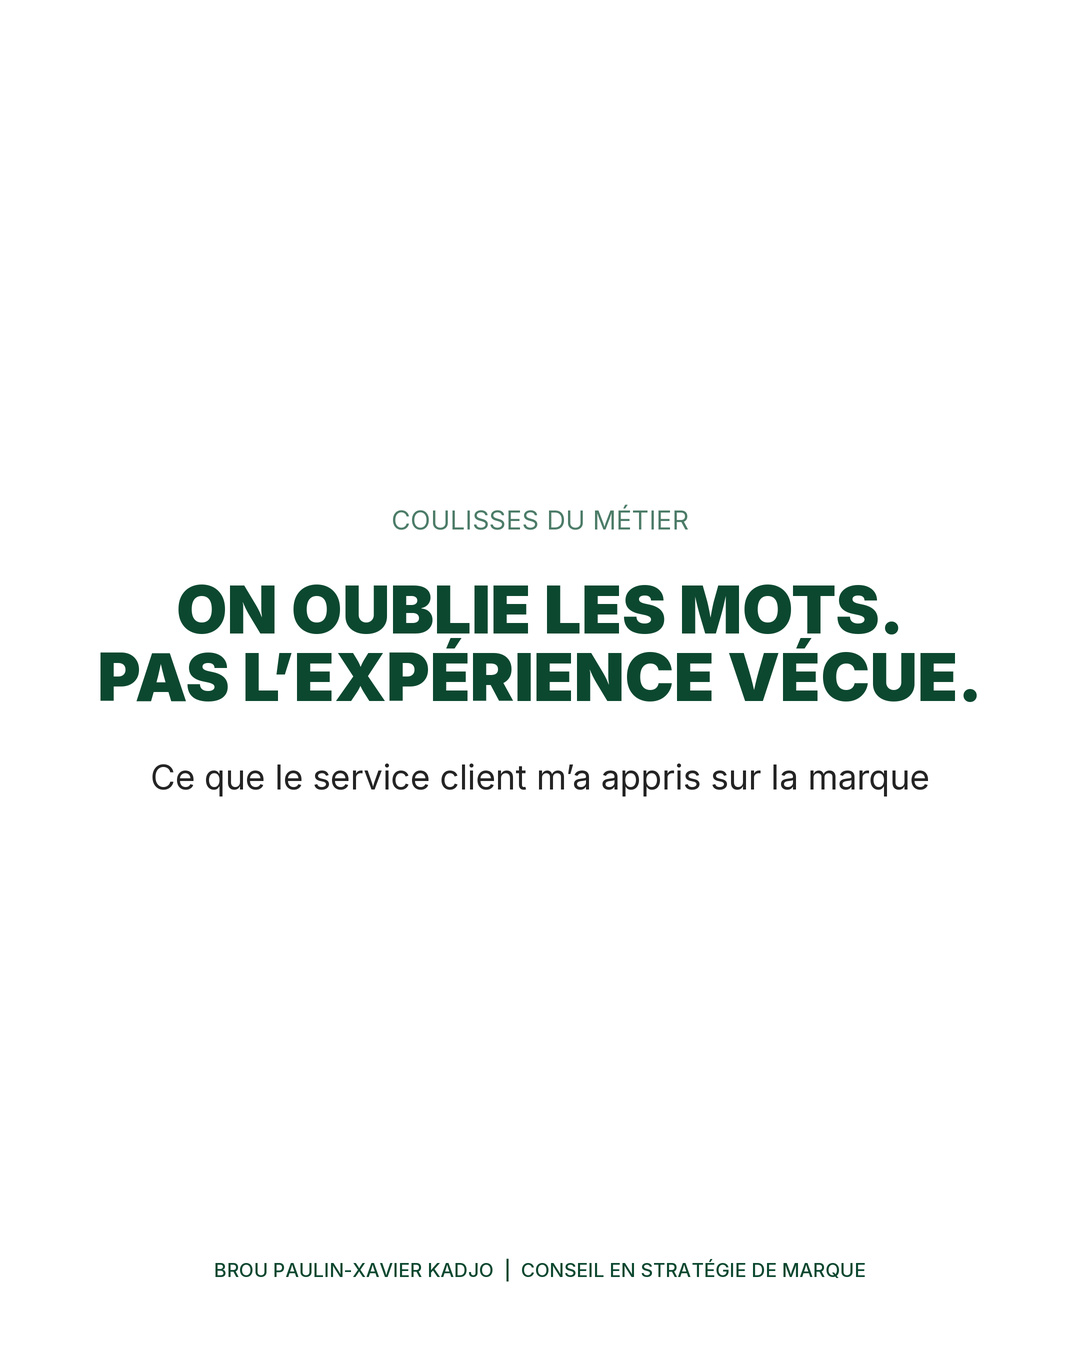 COULISSES DU MÉTIER
ON OUBLIE LES MOTS.
PAS L’EXPÉRIENCE VÉCUE.
Ce que le service client m’a appris sur la marque
BROU PAULIN-XAVIER KADJO | CONSEIL EN STRATÉGIE DE MARQUE